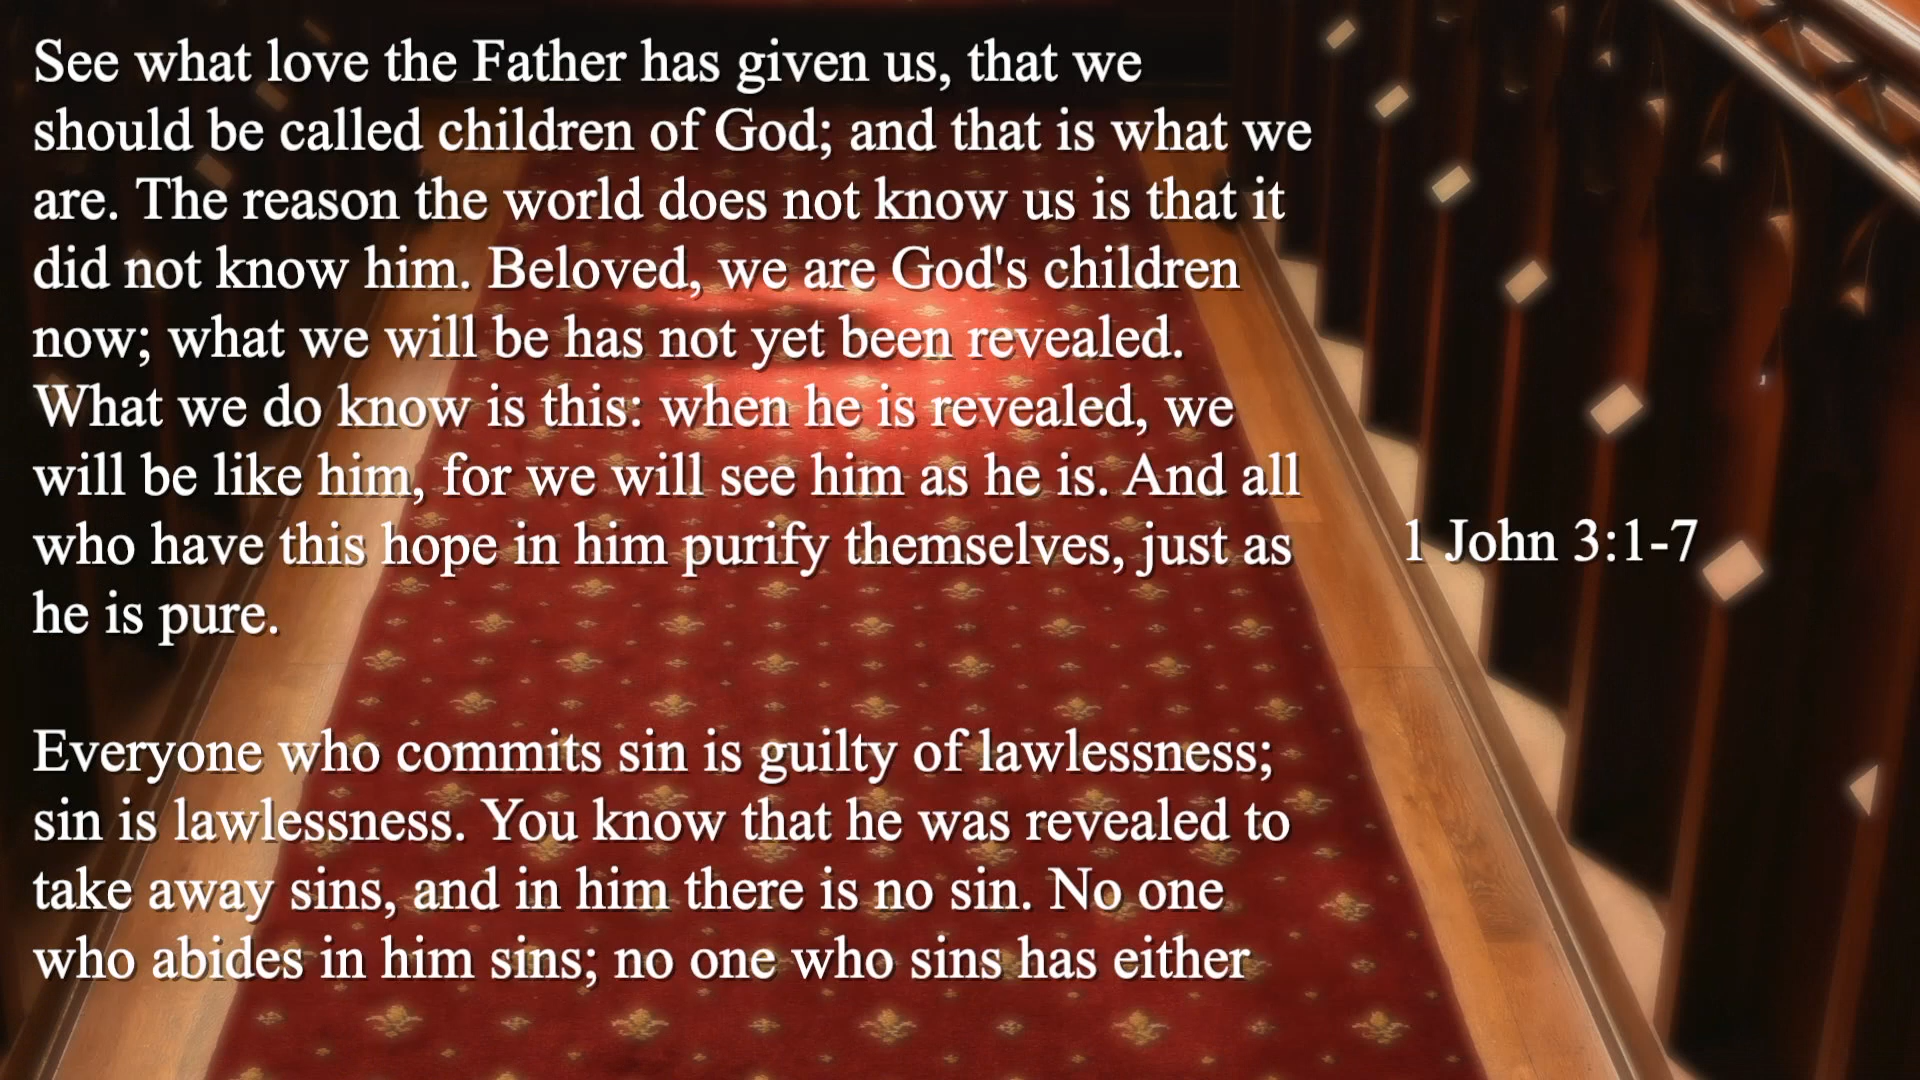 See what love the Father has given us, that we
should be called children of God; and that is what we
are. The reason the world does not know us is that it
did not know him. Beloved, we are God's children
now; what we will be has not yet been revealed.
What we do know is this: when he is revealed, we
will be like him, for we will see him as he is. And all
who have this hope in him purify themselves, just as
he is pure.
Everyone who commits sin is guilty of lawlessness;
sin is lawlessness. You know that he was revealed to
take away sins, and in him there is no sin. No one
who abides in him sins; no one who sins has either
1 John 3:1-7